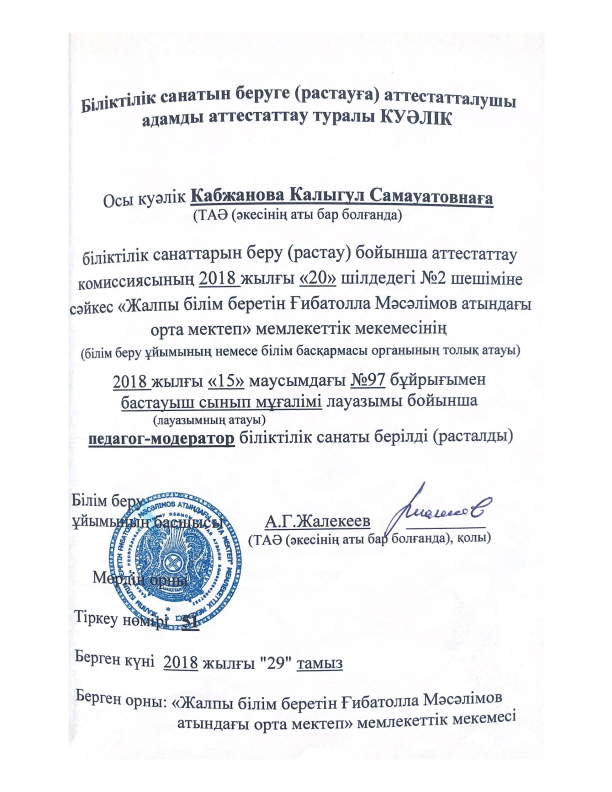 Біліктілік санатын беруге (растауға) аттестатталушы
адамды аттестаттау туралы КУӘЛІК
Осы куәлік Кабжанова Калыгул Самауатовнаға
(ТАӘ (әкесінің аты бар болғанда)
біліктілік санаттарын беру (растау) бойынша аттестаттау
комиссиясының 2018 жылғы «20» шілдедегі №2 шешіміне
сәйкес «Жалпы білім беретін Ғибатолла Мәсәлімов атындағы
орта мектеп» мемлекеттік мекемесінің
(білім беру ұйымының немесе білім басқармасы органының толық атауы)
2018 жылғы «15» маусымдағы №97 бұйрығымен
бастауыш сынып мұғалімі лауазымы бойынша
(лауазымның атауы)
педагог-модератор біліктілік санаты берілді (расталды)
Білім беру
ұйымының басшысы А.Г.Жалекеев
(ТАӘ (әкесінің аты бар болғанда), қолы)
Мөрдің орны
Тіркеу нөмірі 51
Берген күні 2018 жылғы "29" тамыз
Берген орны: «Жалпы білім беретін Ғибатолла Мәсәлімов
атындағы орта мектеп» мемлекеттік мекемесі